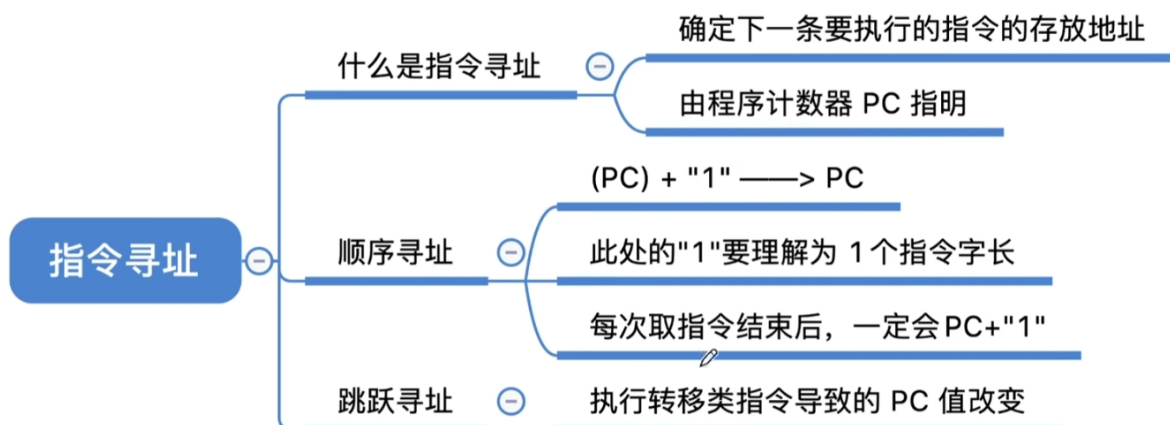 指令寻址
什么是指令寻址
确定下一条要执行的指令的存放地址
由程序计数器 PC 指明
顺序寻址
(PC) + "1" ——> PC
此处的"1"要理解为 1个指令字长
每次取指令结束后，一定会PC+"1"
跳跃寻址
执行转移类指令导致的 PC 值改变